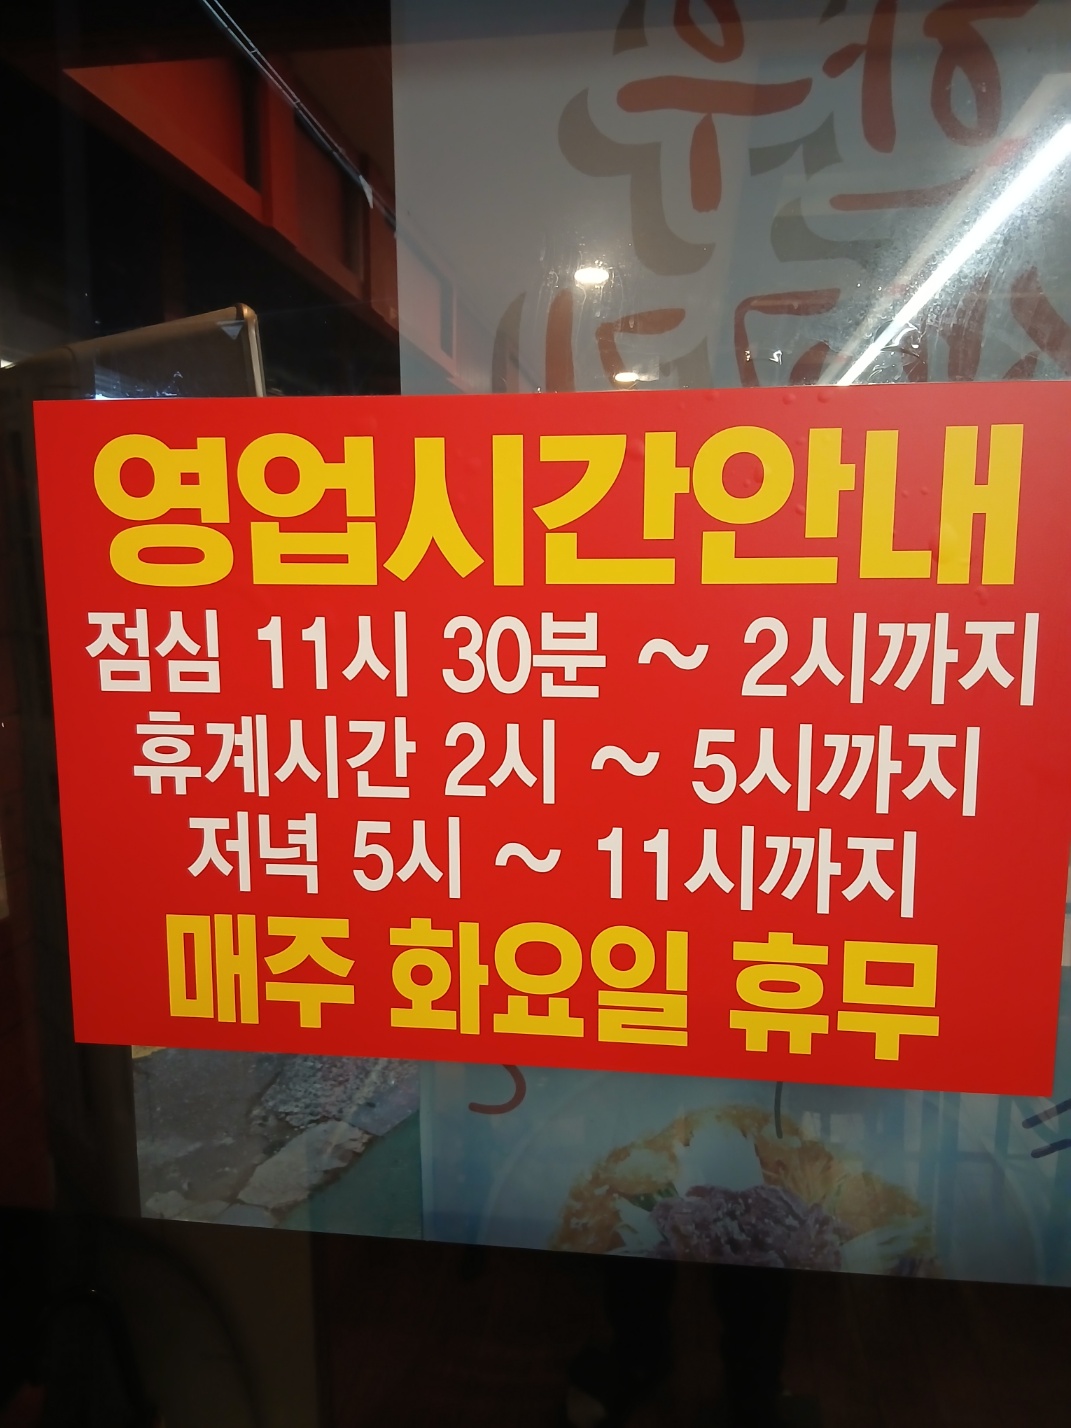 영업시간안내
점심 11시 30분 ~ 2시까지
휴계시간 2시 ~ 5시까지
저녁 5시 ~ 11시까지
매주 화요일 휴무